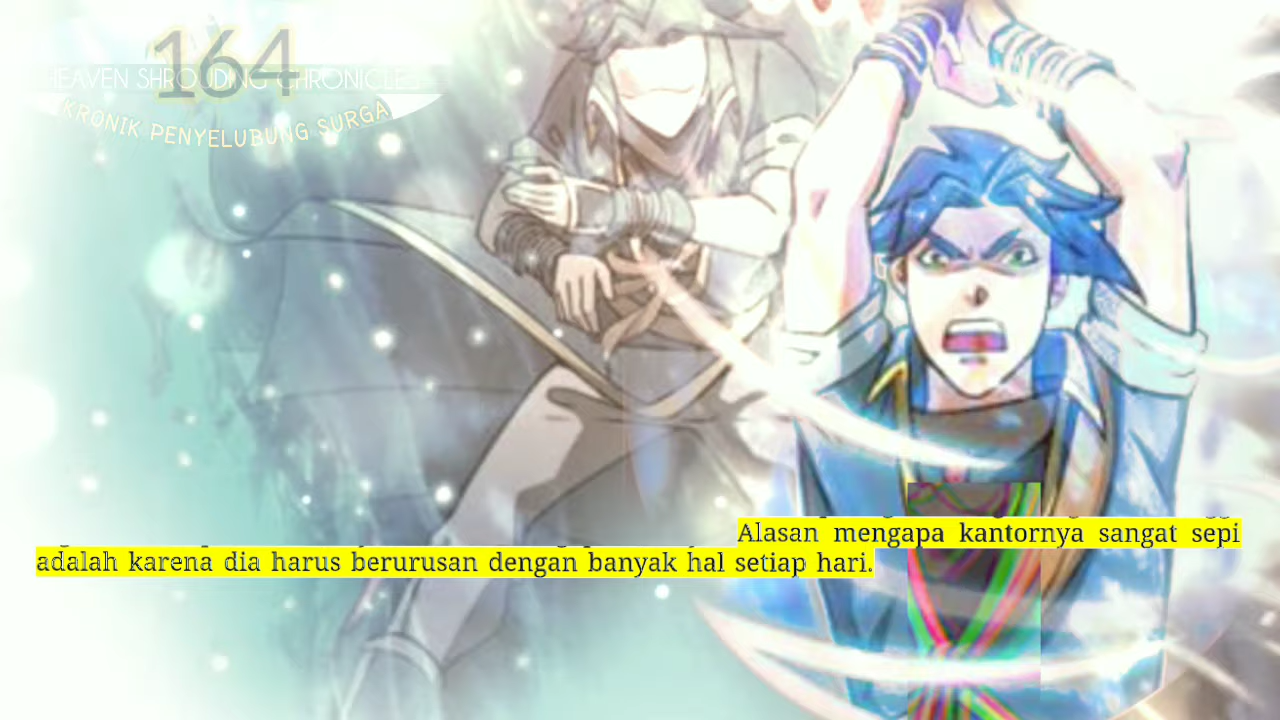 164
HEAVEN SHROUDING CHRONICLES
KRONIK PENYELUBUNG SURGA
Alasan mengapa kantornya sangat sepi
adalah karena dia harus berurusan dengan banyak hal setiap hari.